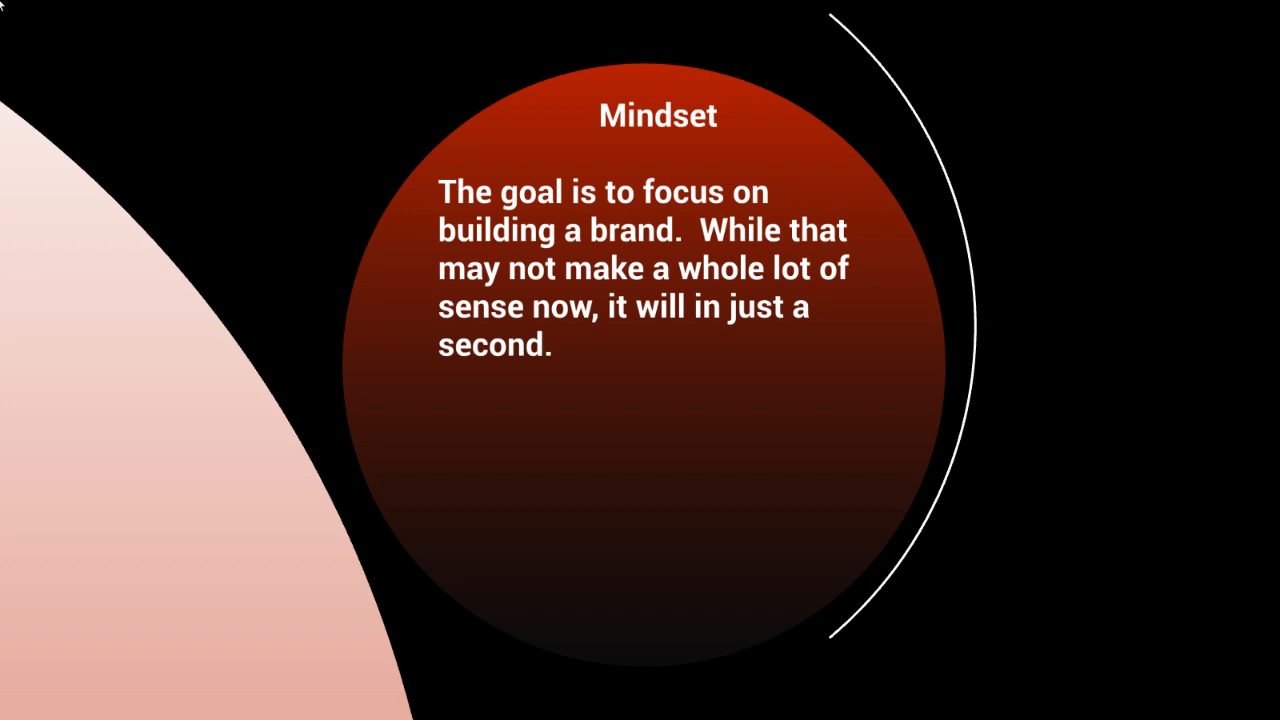 Mindset
The goal is to focus on
building a brand.  While that
may not make a whole lot of
sense now, it will in just a
second.